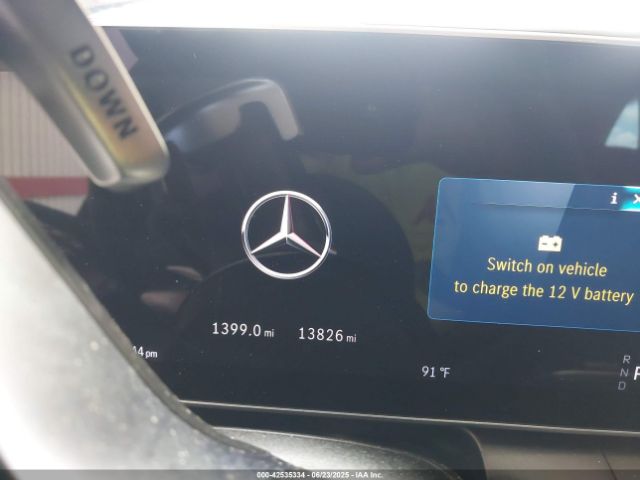 DOWN
i
Switch on vehicle
to charge the 12 V battery
1399.0 mi 13826 mi
4 pm
91 °F
R
N
D
P
000-42535334 - 06/23/2025 - IAA Inc.